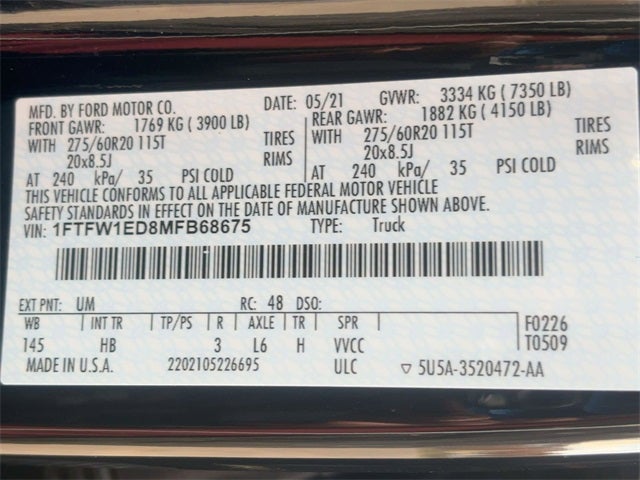 MFD. BY FORD MOTOR CO. DATE: 05/21 GVWR: 3334 KG ( 7350 LB)
FRONT GAWR: 1769 KG ( 3900 LB) REAR GAWR: 1882 KG ( 4150 LB)
WITH 275/60R20 115T TIRES WITH 275/60R20 115T TIRES
20x8.5J RIMS 20x8.5J RIMS
AT 240 kPa/ 35 PSI COLD AT 240 kPa/ 35 PSI COLD
THIS VEHICLE CONFORMS TO ALL APPLICABLE FEDERAL MOTOR VEHICLE
SAFETY STANDARDS IN EFFECT ON THE DATE OF MANUFACTURE SHOWN ABOVE.
VIN: 1FTFW1ED8MFB68675 TYPE: Truck
EXT PNT: UM RC: 48 DSO:
WB INT TR TP/PS R AXLE TR SPR F0226
145 HB 3 L6 H VVCC T0509
MADE IN U.S.A. 2202105226695 ULC ▽ 5U5A-3520472-AA